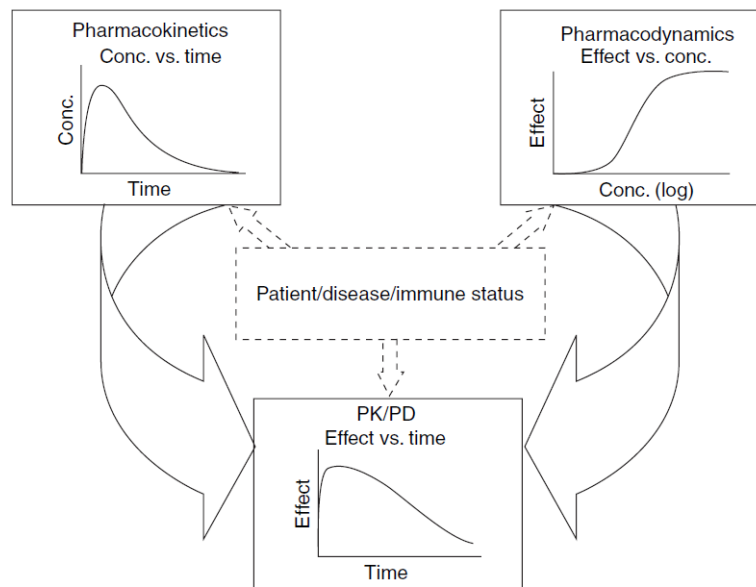 Pharmacokinetics
Conc. vs. time
Conc.
Time
Pharmacodynamics
Effect vs. conc.
Effect
Conc. (log)
Patient/disease/immune status
PK/PD
Effect vs. time
Effect
Time